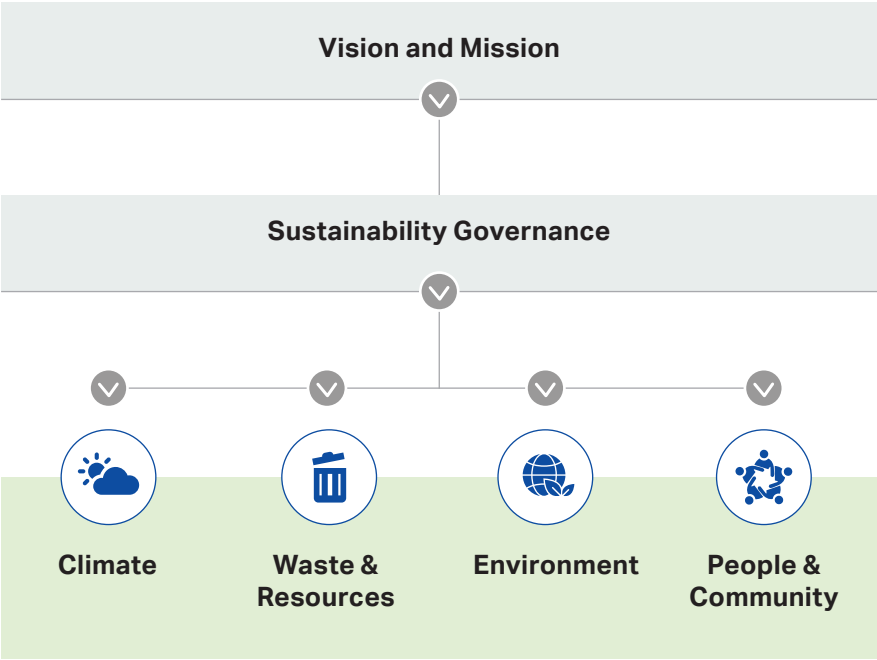 Vision and Mission
Sustainability Governance
Climate
Waste &
Resources
Environment
People &
Community